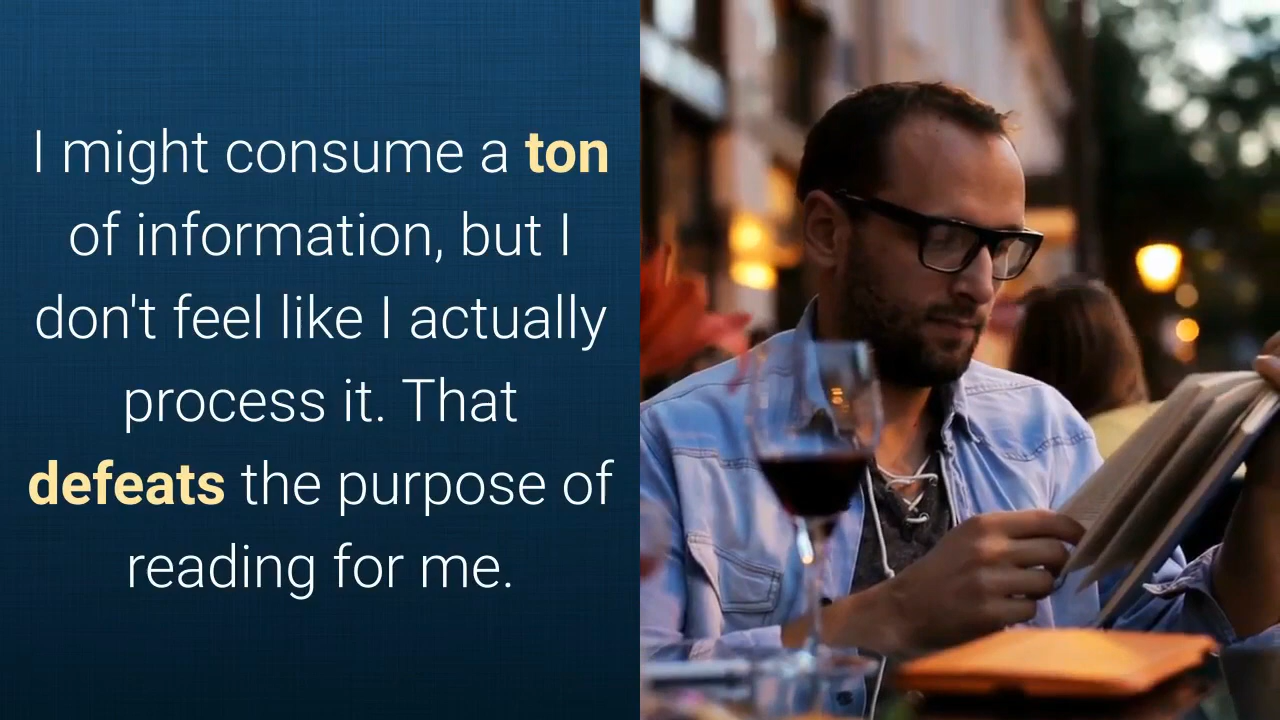 I might consume a ton
of information, but I
don't feel like I actually
process it. That
defeats the purpose of
reading for me.